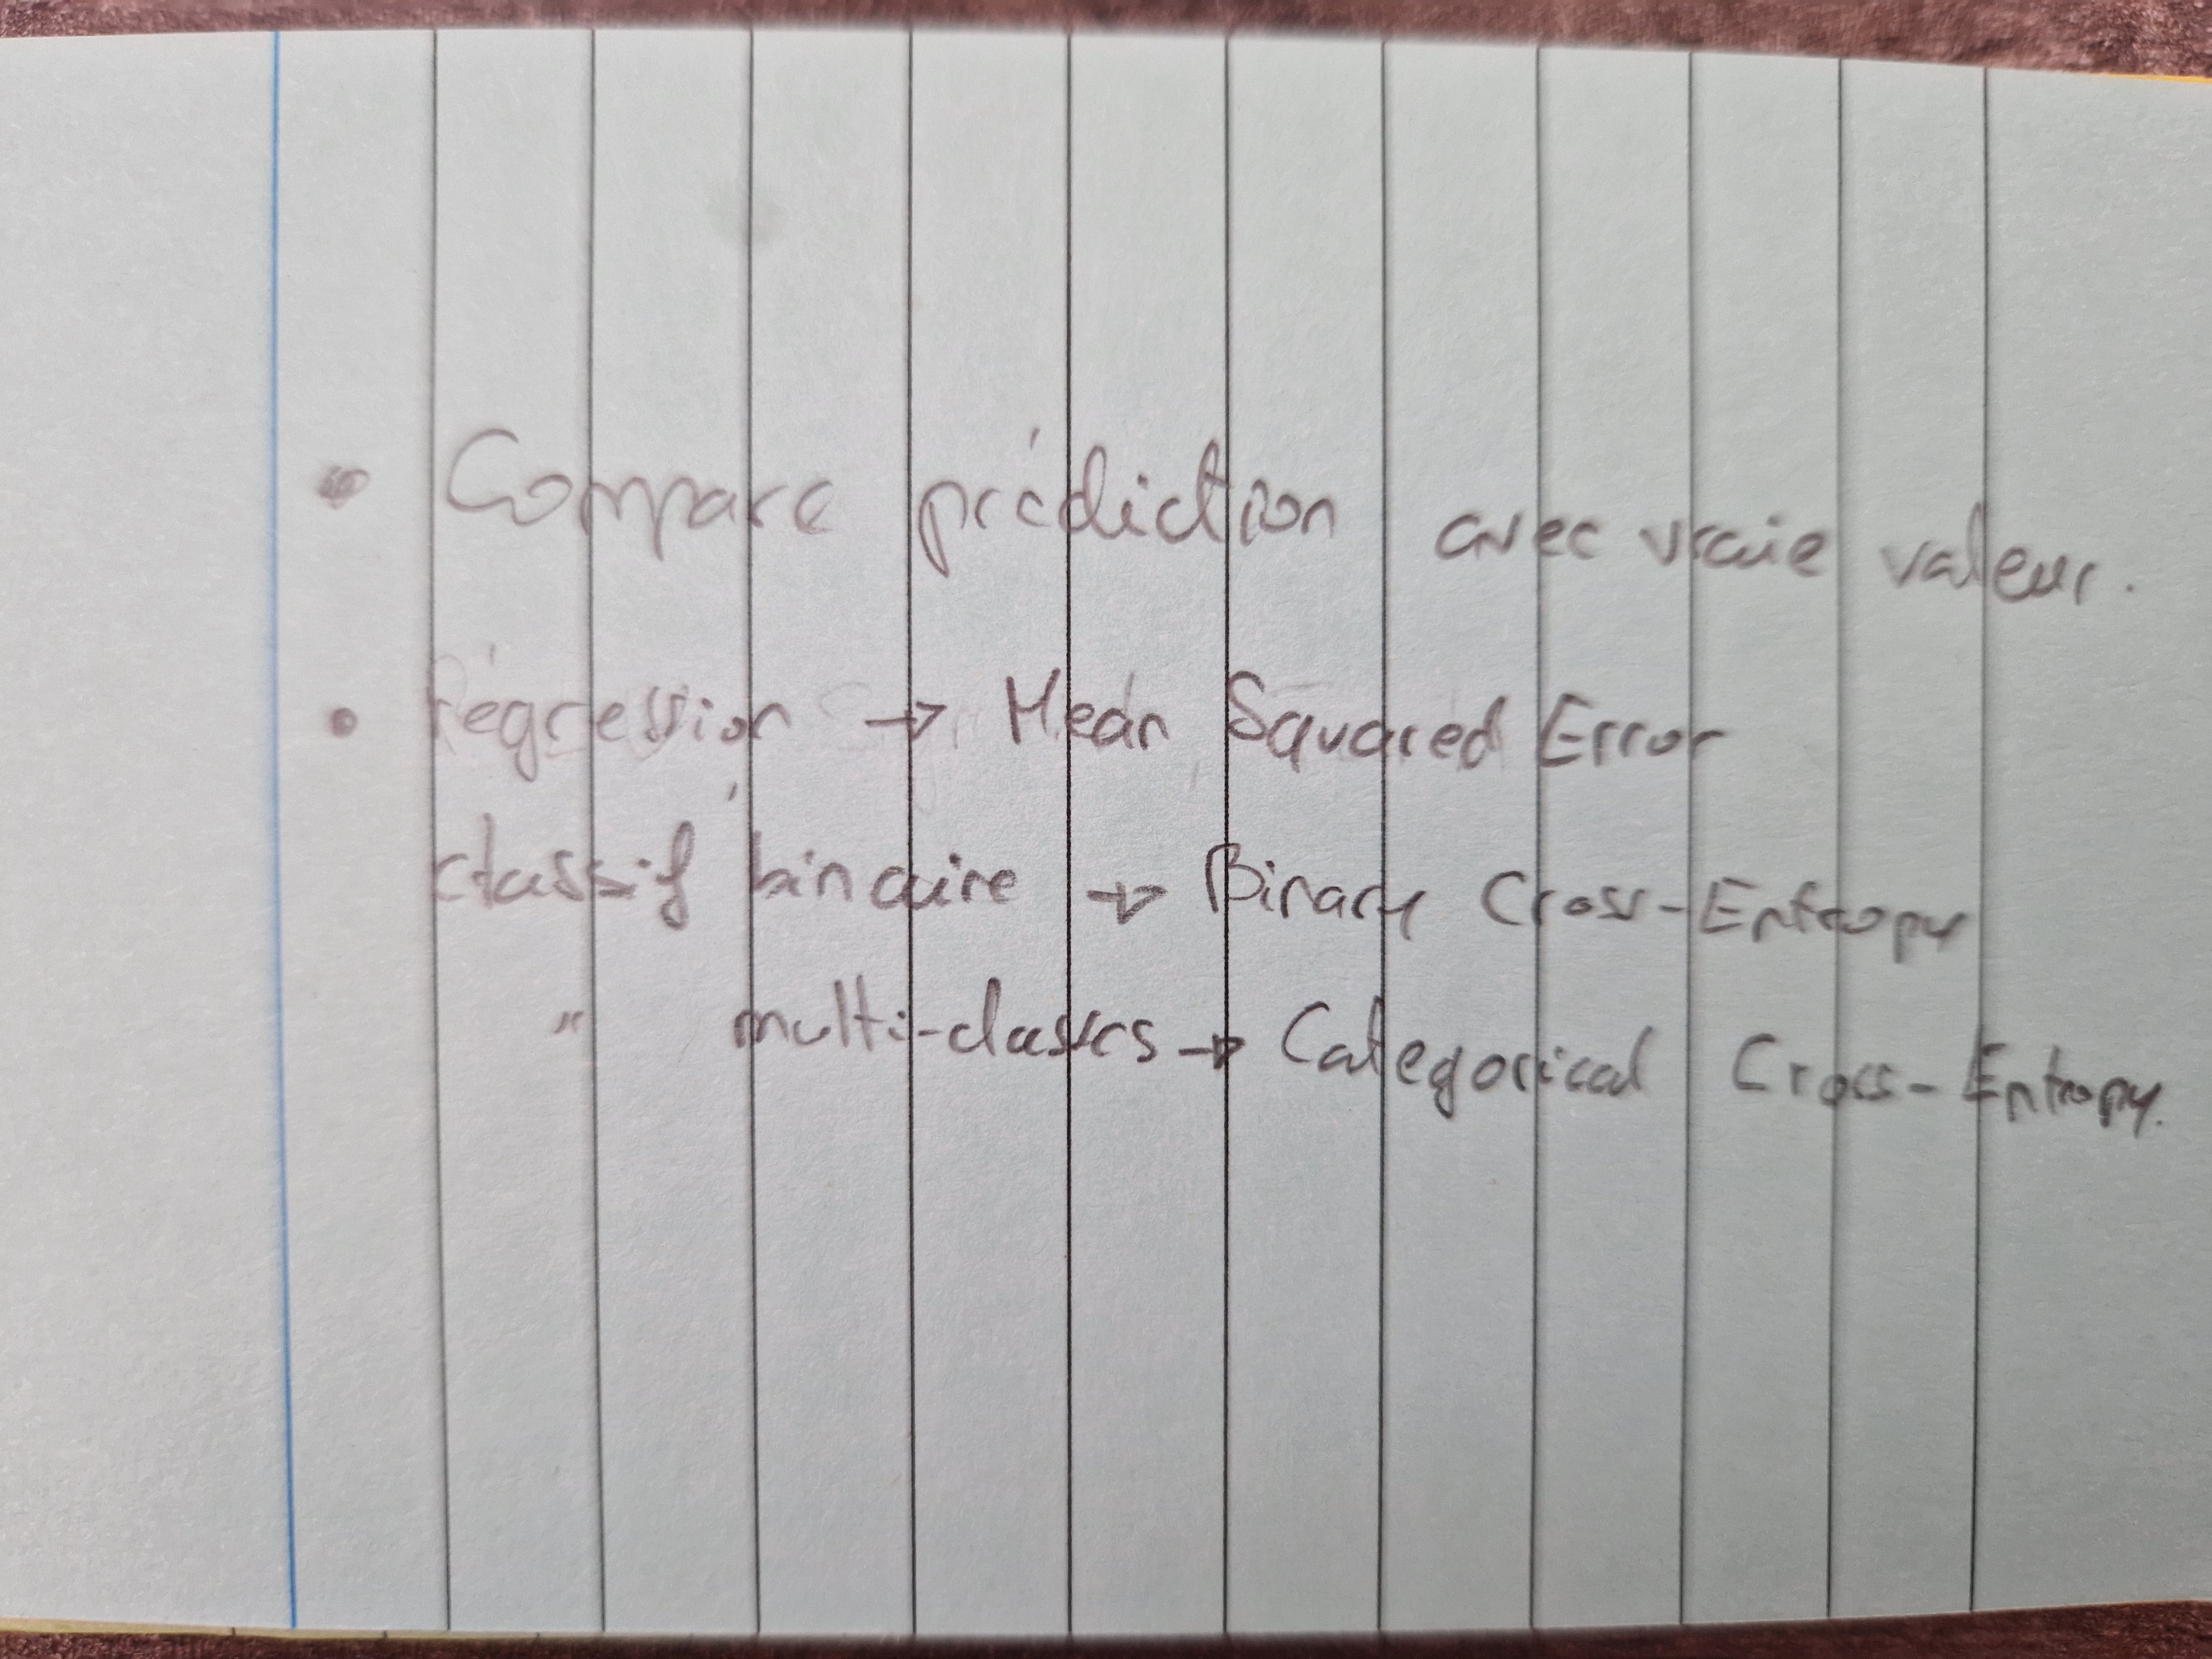 • Compare prédiction avec vraie valeur.
• Régression → Mean Squared Error
classif binaire → Binary Cross-Entropy
" multi-classes → Categorical Cross-Entropy.